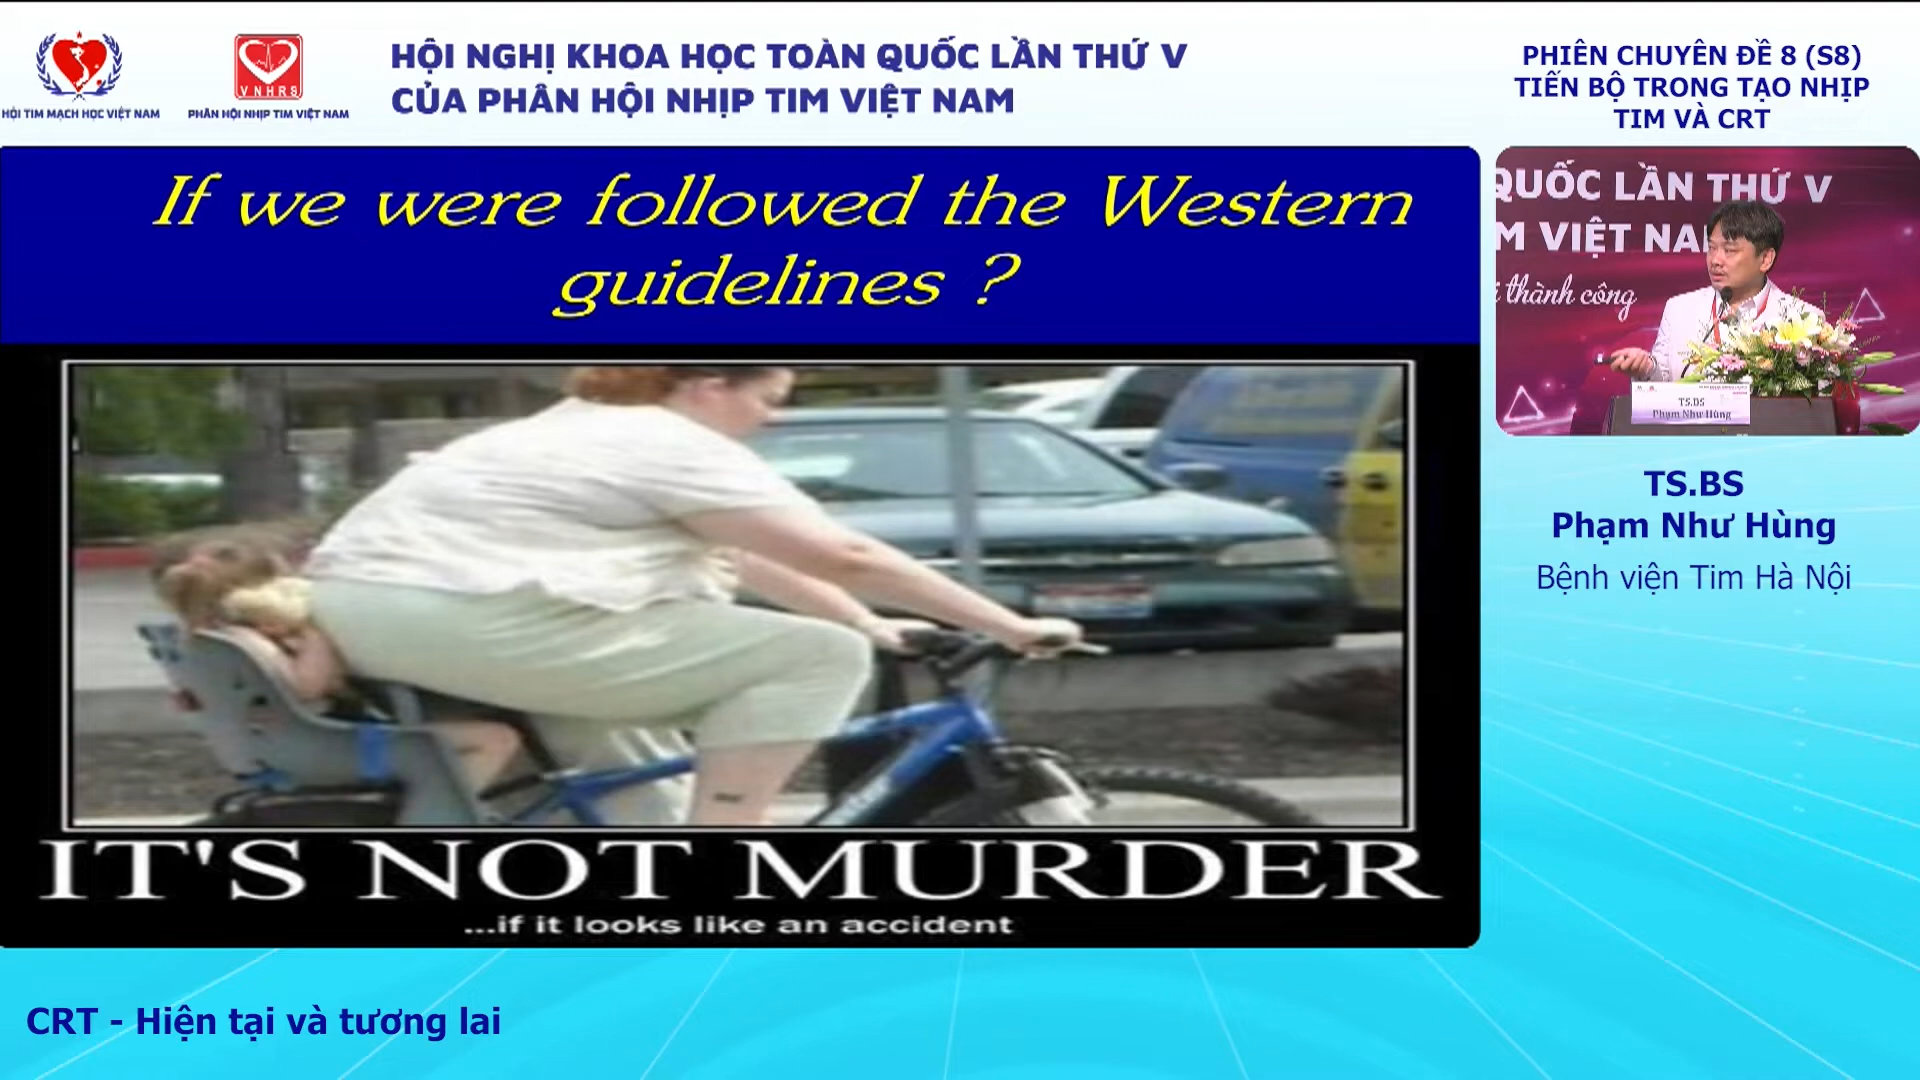 HỘI TIM MẠCH HỌC VIỆT NAM
VNHRS
PHÂN HỘI NHỊP TIM VIỆT NAM
HỘI NGHỊ KHOA HỌC TOÀN QUỐC LẦN THỨ V
CỦA PHÂN HỘI NHỊP TIM VIỆT NAM
PHIÊN CHUYÊN ĐỀ 8 (S8)
TIẾN BỘ TRONG TẠO NHỊP
TIM VÀ CRT
If we were followed the Western
guidelines ?
IT'S NOT MURDER
...if it looks like an accident
QUỐC LẦN THỨ V
M VIỆT NA
thành công
TS.BS
Phạm Như Hùng
TS.BS
Phạm Như Hùng
Bệnh viện Tim Hà Nội
CRT - Hiện tại và tương lai